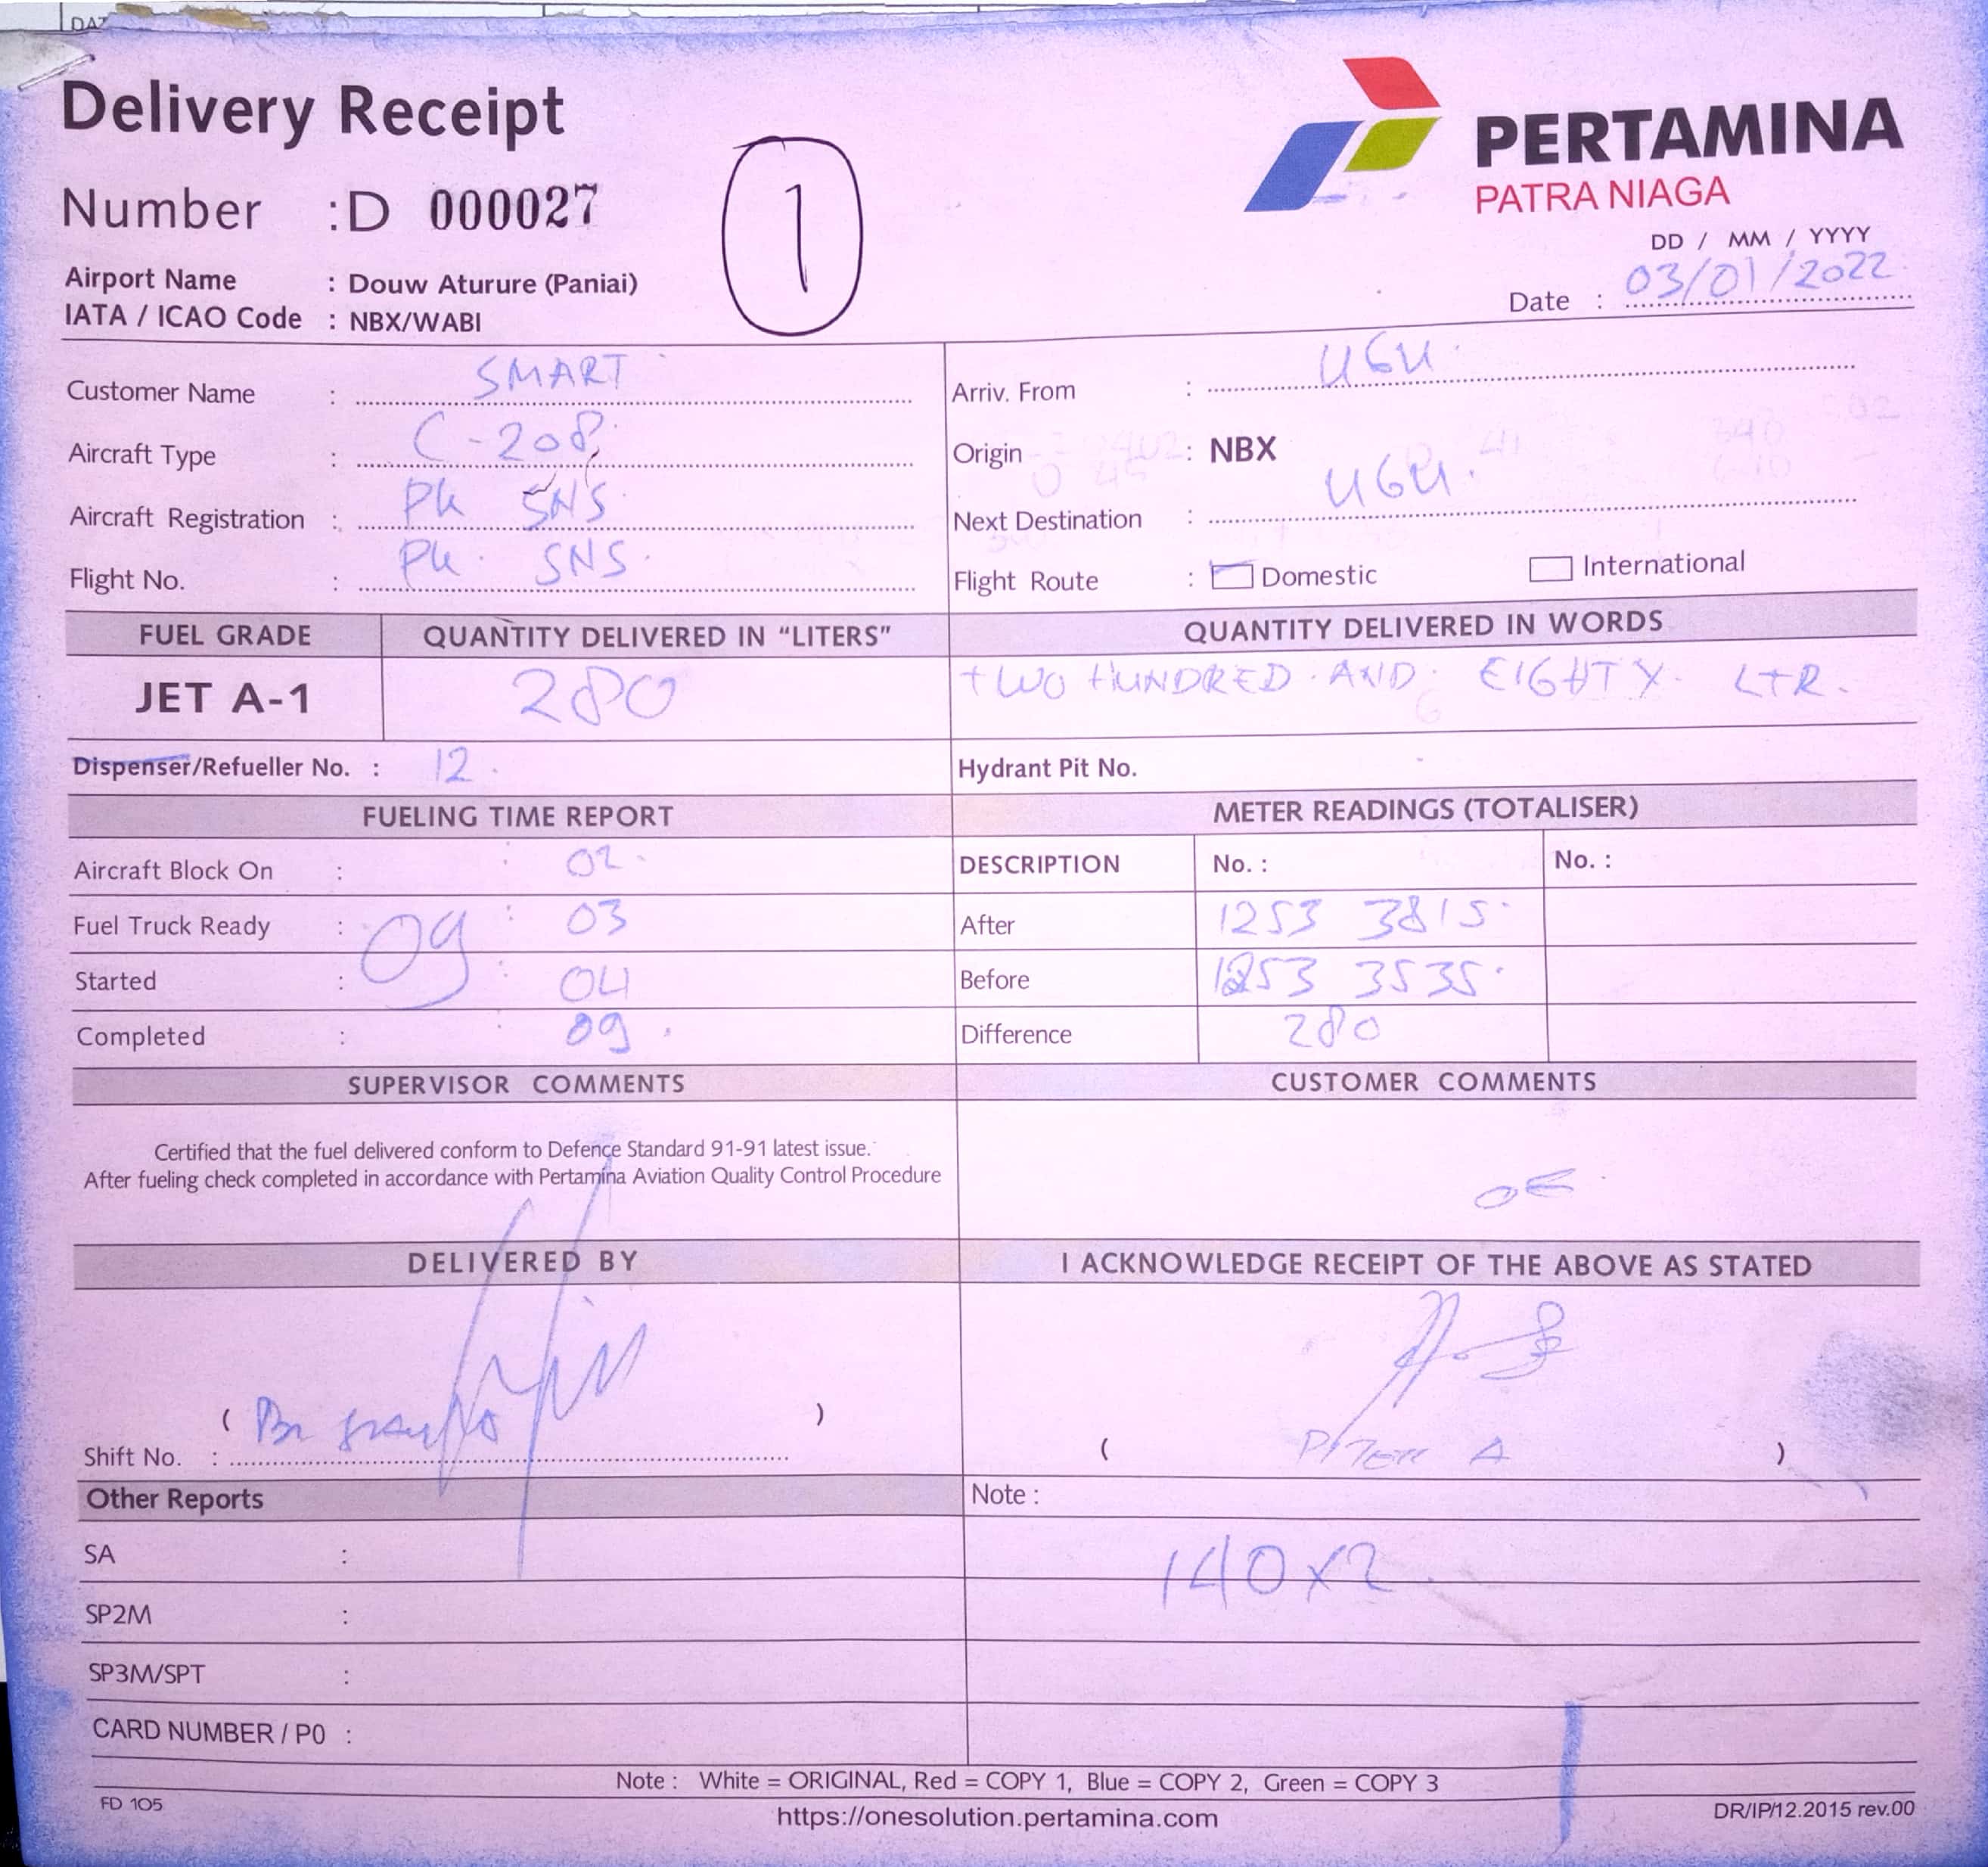 Delivery Receipt
PERTAMINA
PATRA NIAGA
Number : D 000027
1
DD / MM / YYYY
Date : 03/01/2022
Airport Name : Douw Aturure (Paniai)
IATA / ICAO Code : NBX/WABI
Customer Name : SMART
Arriv. From : UGU
Aircraft Type : C-208
Origin : NBX
Aircraft Registration : PK SNS
Next Destination : UGU
Flight No. : PK SNS
Flight Route : Domestic International
FUEL GRADE QUANTITY DELIVERED IN “LITERS” QUANTITY DELIVERED IN WORDS
JET A-1 280 TWO HUNDRED AND EIGHTY LTR.
Dispenser/Refueller No. : 12
Hydrant Pit No.
FUELING TIME REPORT METER READINGS (TOTALISER)
Aircraft Block On : : 02
DESCRIPTION No. : No. :
Fuel Truck Ready : 09 : 03
After 1253 3815
Started : : 04
Before 1253 3535
Completed : : 09
Difference 280
SUPERVISOR COMMENTS CUSTOMER COMMENTS
Certified that the fuel delivered conform to Defence Standard 91-91 latest issue.
After fueling check completed in accordance with Pertamina Aviation Quality Control Procedure
DELIVERED BY I ACKNOWLEDGE RECEIPT OF THE ABOVE AS STATED
( )
Shift No. :
( A )
Other Reports Note :
SA :
140x2
SP2M :
SP3M/SPT :
CARD NUMBER / P0 :
Note : White = ORIGINAL, Red = COPY 1, Blue = COPY 2, Green = COPY 3
FD 105
https://onesolution.pertamina.com
DR/IP/12.2015 rev.00